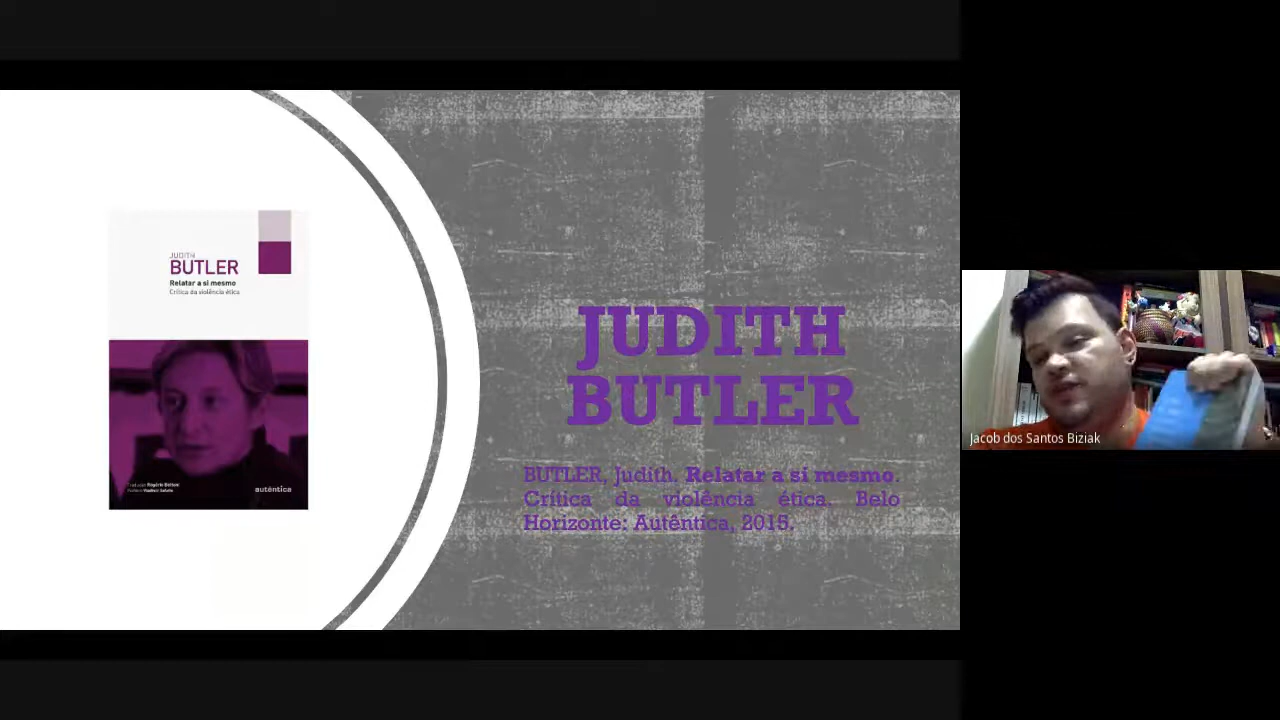 JUDITH
BUTLER
Relatar a si mesmo
Crítica da violência ética
autêntica
JUDITH
BUTLER
BUTLER, Judith. Relatar a si mesmo.
Crítica da violência ética. Belo
Horizonte: Autêntica, 2015.
Jacob dos Santos Biziak